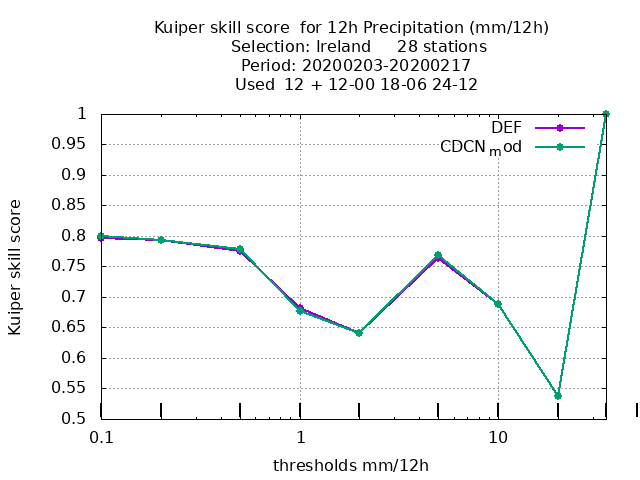 Kuiper skill score  for 12h Precipitation (mm/12h)
Selection: Ireland     28 stations
Period: 20200203-20200217
Used  12 + 12-00 18-06 24-12
DEF
CDCN_mod
1
0.95
0.9
0.85
0.8
0.75
0.7
0.65
0.6
0.55
0.5
Kuiper skill score
0.1
1
10
thresholds mm/12h